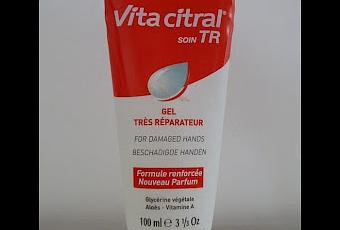 Vita citral®
SOIN TR
GEL
TRÈS RÉPARATEUR
FOR DAMAGED HANDS
BESCHADIGDE HANDEN
Formule renforcée
Nouveau Parfum
Glycérine végétale
Aloès - Vitamine A
100 ml e 3 ⅓ Oz